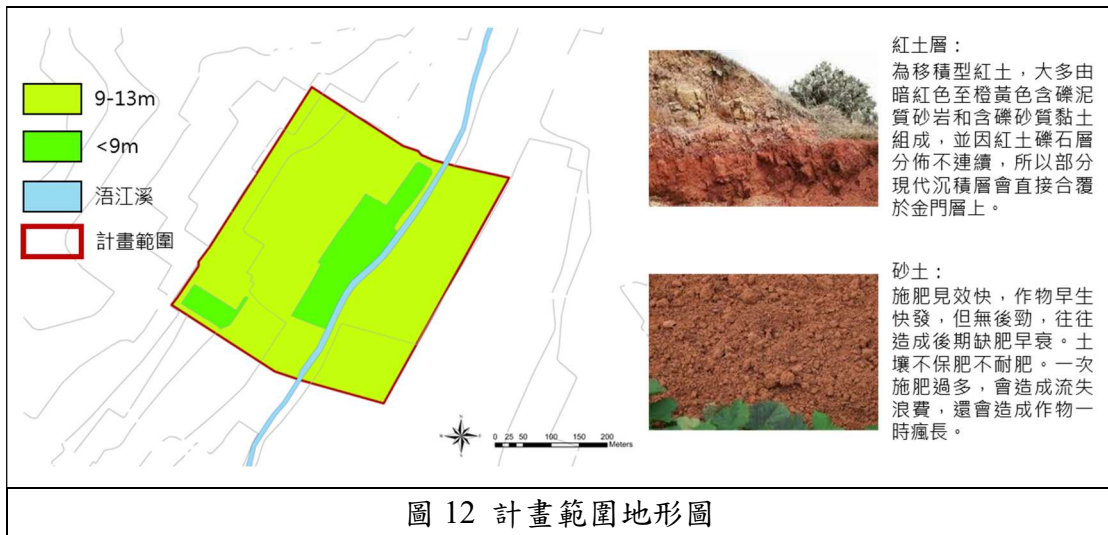 9-13m
<9m
浯江溪
計畫範圍
0 25 50 100 150 200
Meters
紅土層：
為移積型紅土，大多由
暗紅色至橙黃色含礫泥
質砂岩和含礫砂質黏土
組成，並因紅土礫石層
分佈不連續，所以部分
現代沉積層會直接合覆
於金門層上。
砂土：
施肥見效快，作物早生
快發，但無後勁，往往
造成後期缺肥早衰。土
壤不保肥不耐肥。一次
施肥過多，會造成流失
浪費，還會造成作物一
時瘋長。
圖 12 計畫範圍地形圖